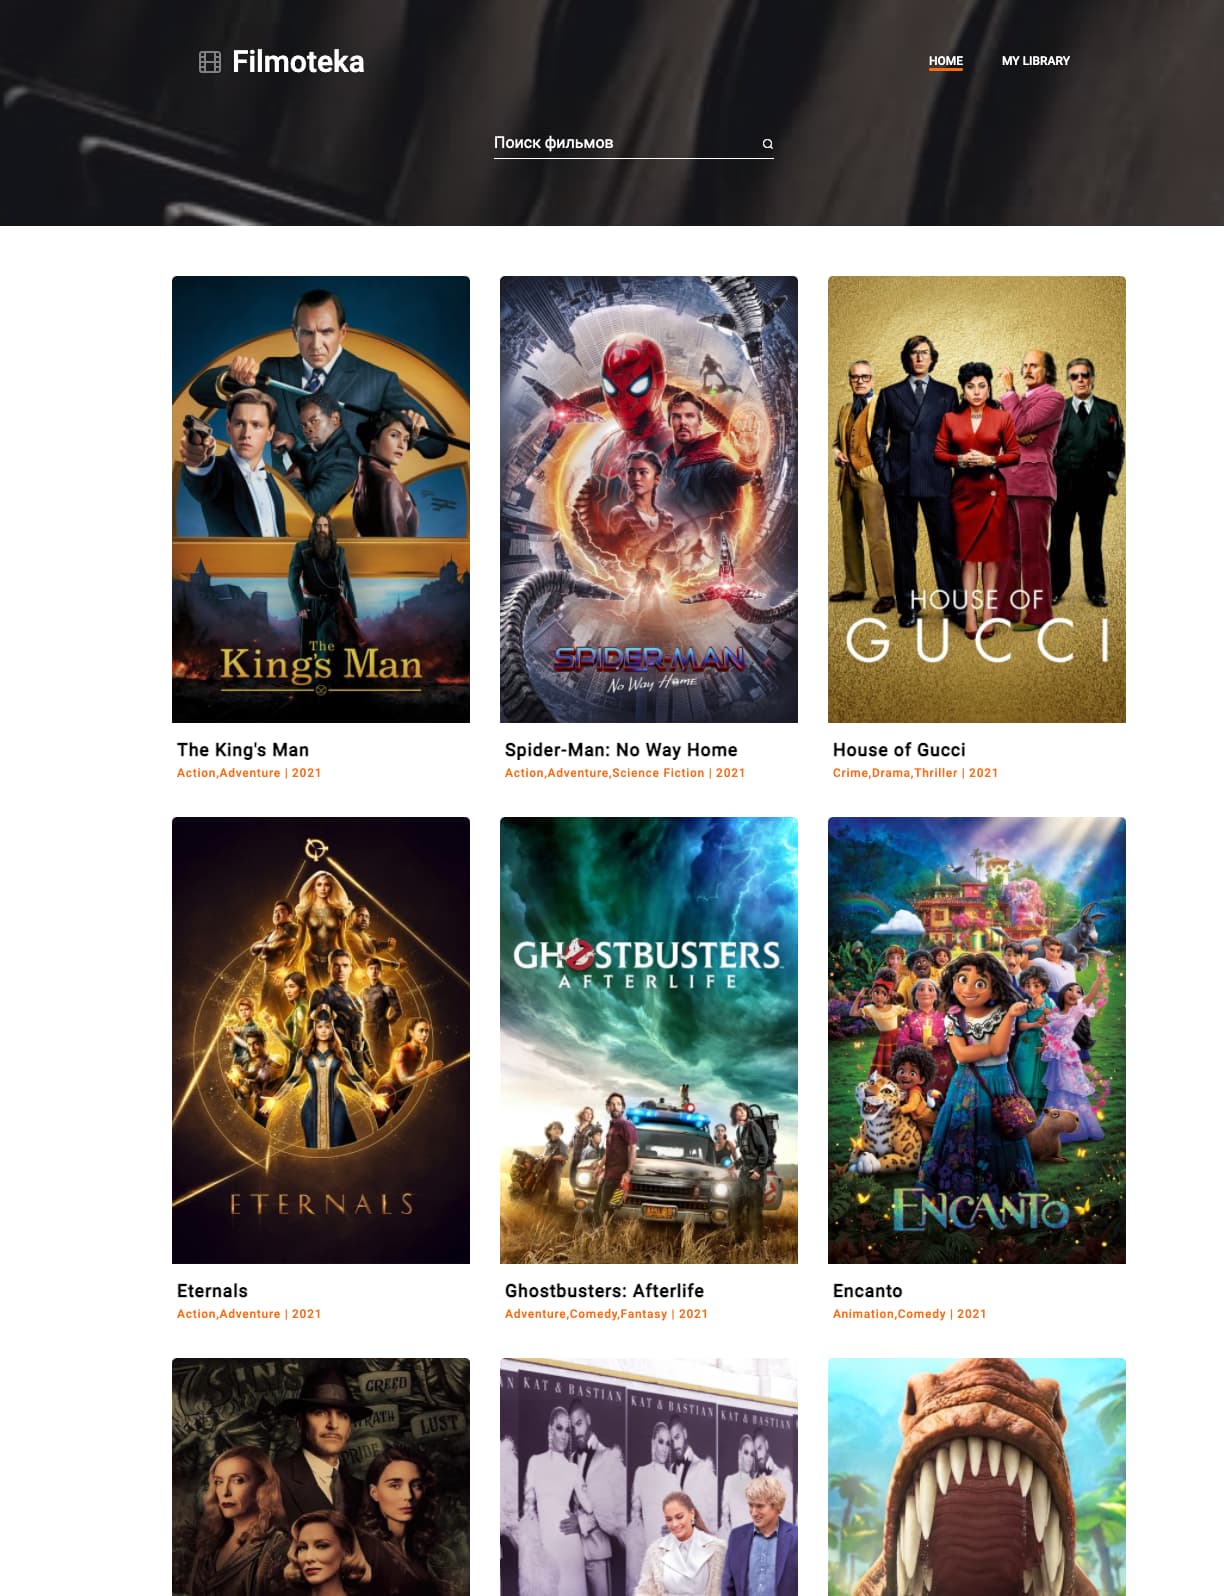 Filmoteka
HOME
MY LIBRARY
Поиск фильмов
The
King's Man
SPIDER-MAN
No Way Home
HOUSE OF
GUCCI
The King's Man
Action,Adventure | 2021
Spider-Man: No Way Home
Action,Adventure,Science Fiction | 2021
House of Gucci
Crime,Drama,Thriller | 2021
ETERNALS
GHOSTBUSTERS
AFTERLIFE
ENCANTO
Eternals
Action,Adventure | 2021
Ghostbusters: Afterlife
Adventure,Comedy,Fantasy | 2021
Encanto
Animation,Comedy | 2021
7 SINS
GREED
WRATH
LUST
PRIDE
KAT & BASTIAN
KAT & BASTIAN
KAT & BASTIAN